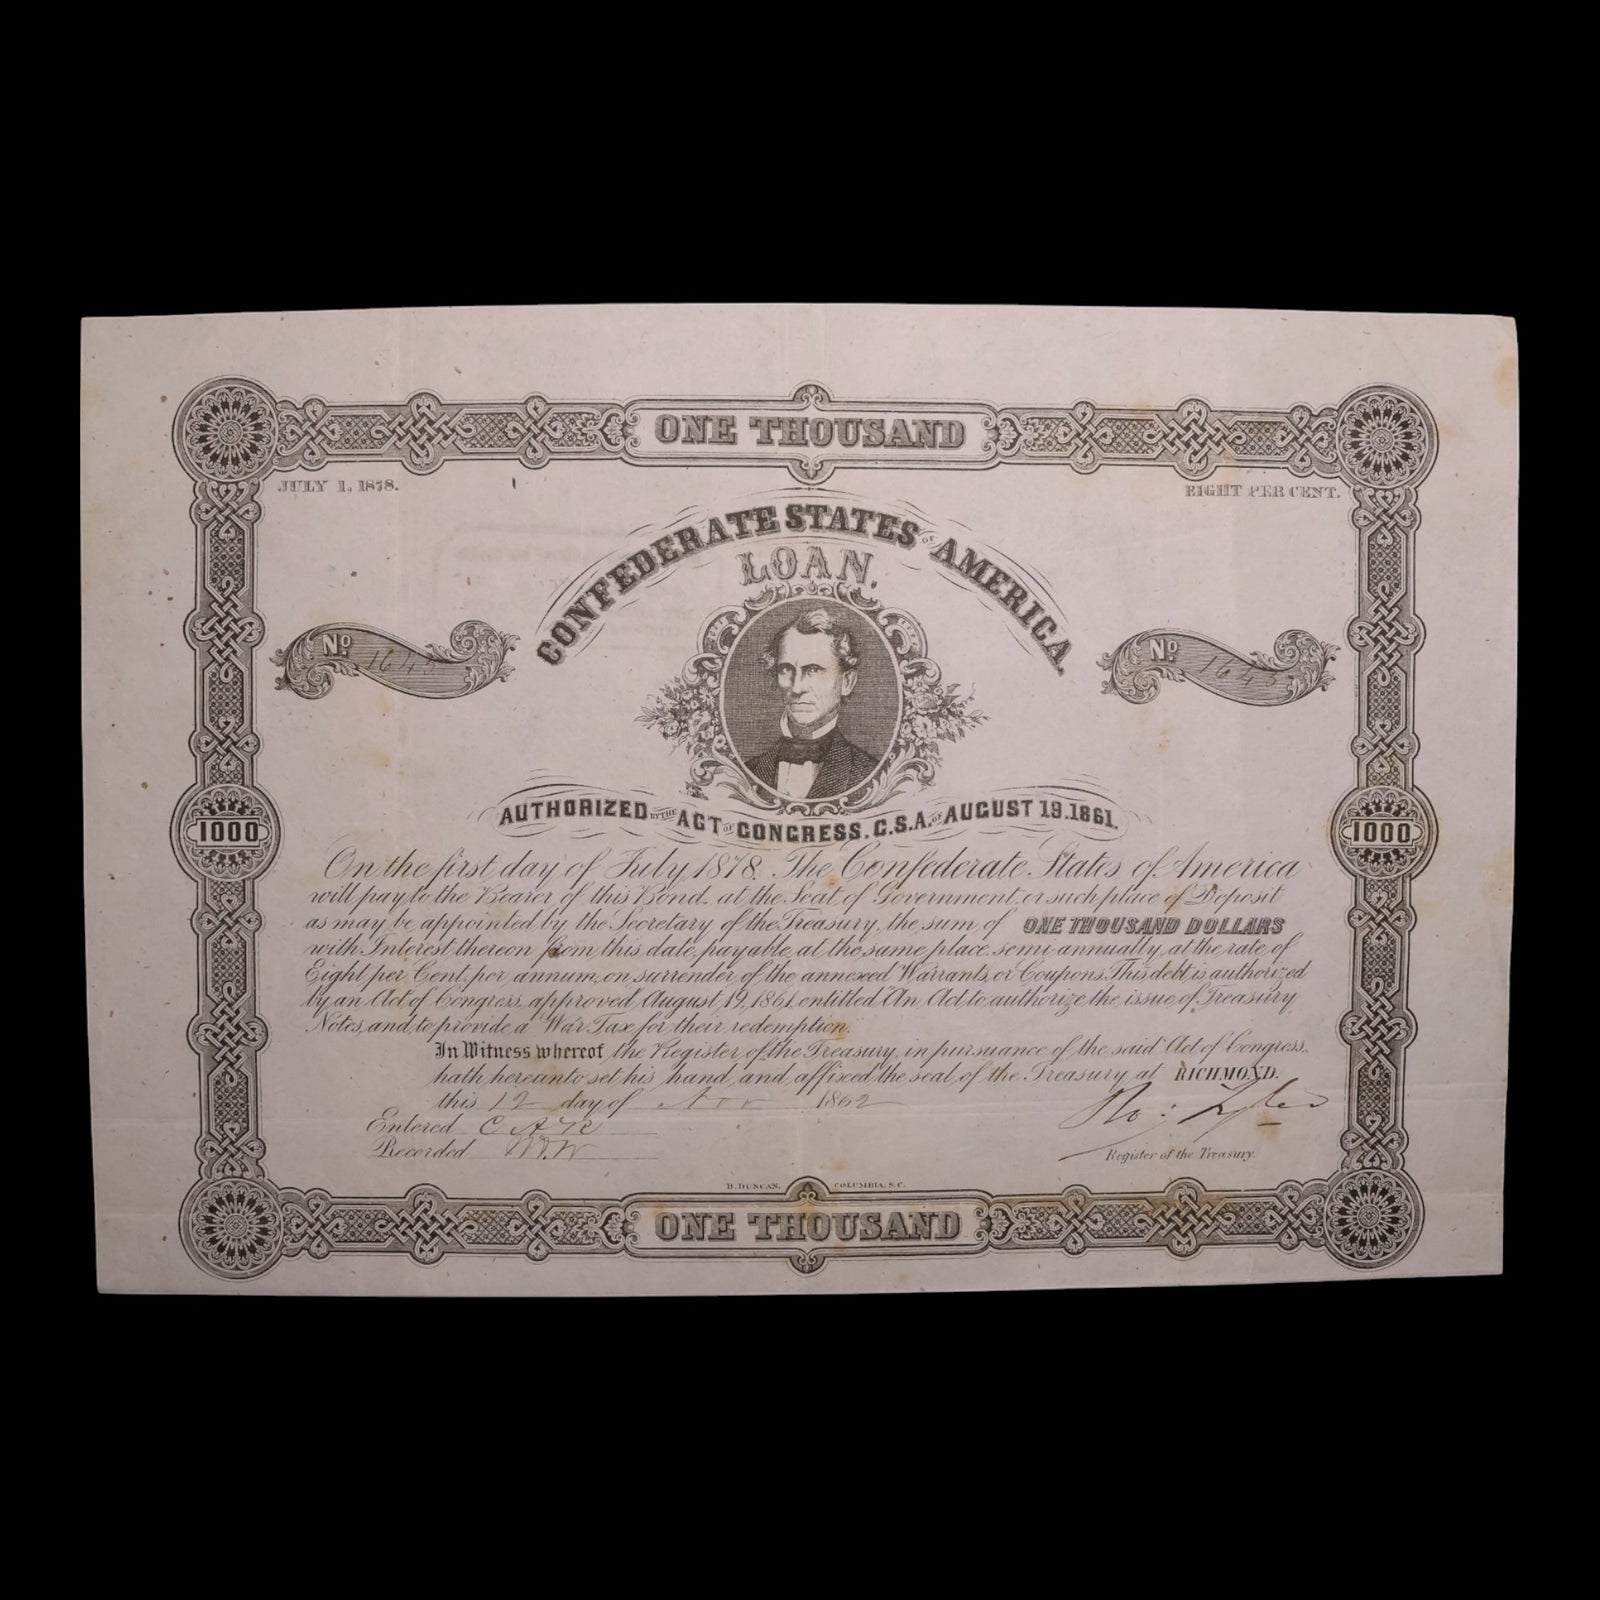 ONE THOUSAND
JULY 1, 1878. EIGHT PER CENT.
CONFEDERATE STATES OF AMERICA.
LOAN.
No 1645 No 1645
AUTHORIZED BY THE ACT OF CONGRESS. C.S.A. OF AUGUST 19. 1861.
1000 1000
On the first day of July 1878. The Confederate States of America
will pay to the Bearer of this Bond, at the Seat of Government, or such place of Deposit
as may be appointed by the Secretary of the Treasury, the sum of ONE THOUSAND DOLLARS
with Interest thereon from this date, payable at the same place semi-annually, at the rate of
Eight per Cent, per annum, on surrender of the annexed Warrants, or Coupons. This debt is authorized
by an Act of Congress, approved August, 19, 1861, entitled "An Act, to authorize the issue, of Treasury
Notes, and to provide a War Tax for their redemption.
In Witness whereof the Register of the Treasury, in pursuance of the said Act of Congress,
hath hereunto set his hand, and affixed the seal of the Treasury at RICHMOND.
this 12 day of Nov 1862
Entered C A R Ro: Tyler
Recorded W.W Register of the Treasury.
B. DUNCAN. COLUMBIA, S.C.
ONE THOUSAND